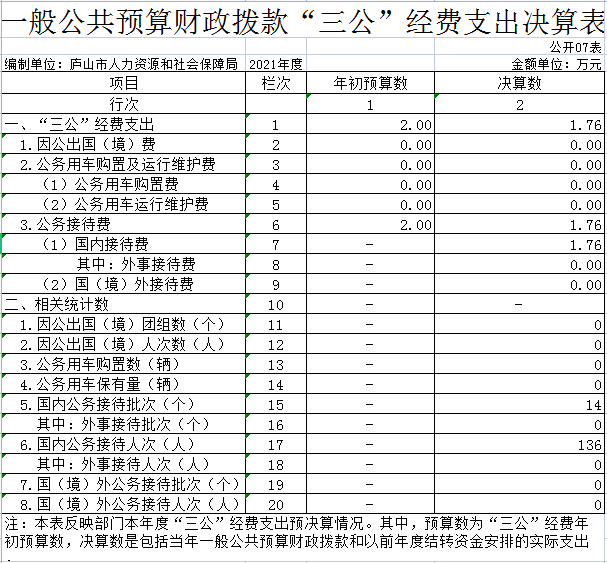 一般公共预算财政拨款“三公”经费支出决算表
公开07表
编制单位：庐山市人力资源和社会保障局 2021年度 金额单位：万元
项目 栏次 年初预算数 决算数
行次 1 2
一、“三公”经费支出 1 2.00 1.76
1.因公出国（境）费 2 0.00 0.00
2.公务用车购置及运行维护费 3 0.00 0.00
（1）公务用车购置费 4 0.00 0.00
（2）公务用车运行维护费 5 0.00 0.00
3.公务接待费 6 2.00 1.76
（1）国内接待费 7 – 1.76
其中：外事接待费 8 – 0.00
（2）国（境）外接待费 9 – 0.00
二、相关统计数 10 – –
1.因公出国（境）团组数（个） 11 – 0
2.因公出国（境）人次数（人） 12 – 0
3.公务用车购置数（辆） 13 – 0
4.公务用车保有量（辆） 14 – 0
5.国内公务接待批次（个） 15 – 14
其中：外事接待批次（个） 16 – 0
6.国内公务接待人次（人） 17 – 136
其中：外事接待人次（人） 18 – 0
7.国（境）外公务接待批次（个） 19 – 0
8.国（境）外公务接待人次（人） 20 – 0
注：本表反映部门本年度“三公”经费支出预决算情况。其中，预算数为“三公”经费年
初预算数，决算数是包括当年一般公共预算财政拨款和以前年度结转资金安排的实际支出